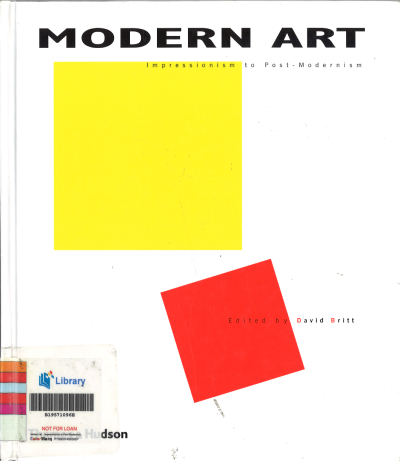 MODERN ART
Impressionism to Post-Modernism
Edited by David Britt
Library
NOT FOR LOAN
Hudson